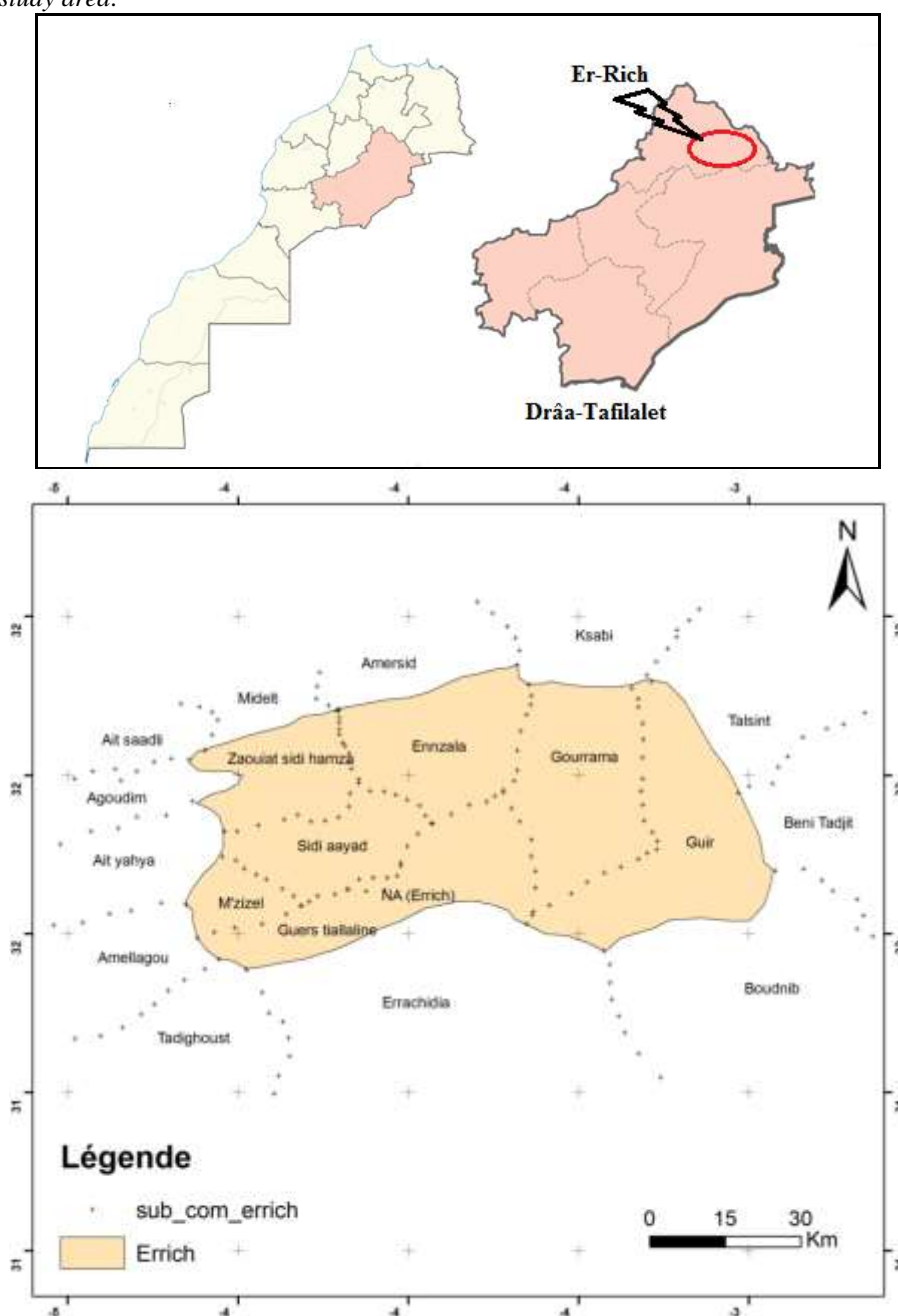 study area.
Er-Rich
Drâa-Tafilalet
-5 -4 -4 -4 -3
N
32
Ksabi
Amersid
Midelt
Talsint
Ait saadli
Ennzala
Zaouiat sidi hamza
Gourrama
32
Agoudim
Beni Tadjit
Sidi aayad
Guir
Ait yahya
M'zizel
NA (Errich)
Guers tiallaline
32
Amellagou
Boudnib
Errachidia
Tadighoust
31
Légende
sub_com_errich
0 15 30
Km
Errich
31
-5 -4 -4 -4 -3